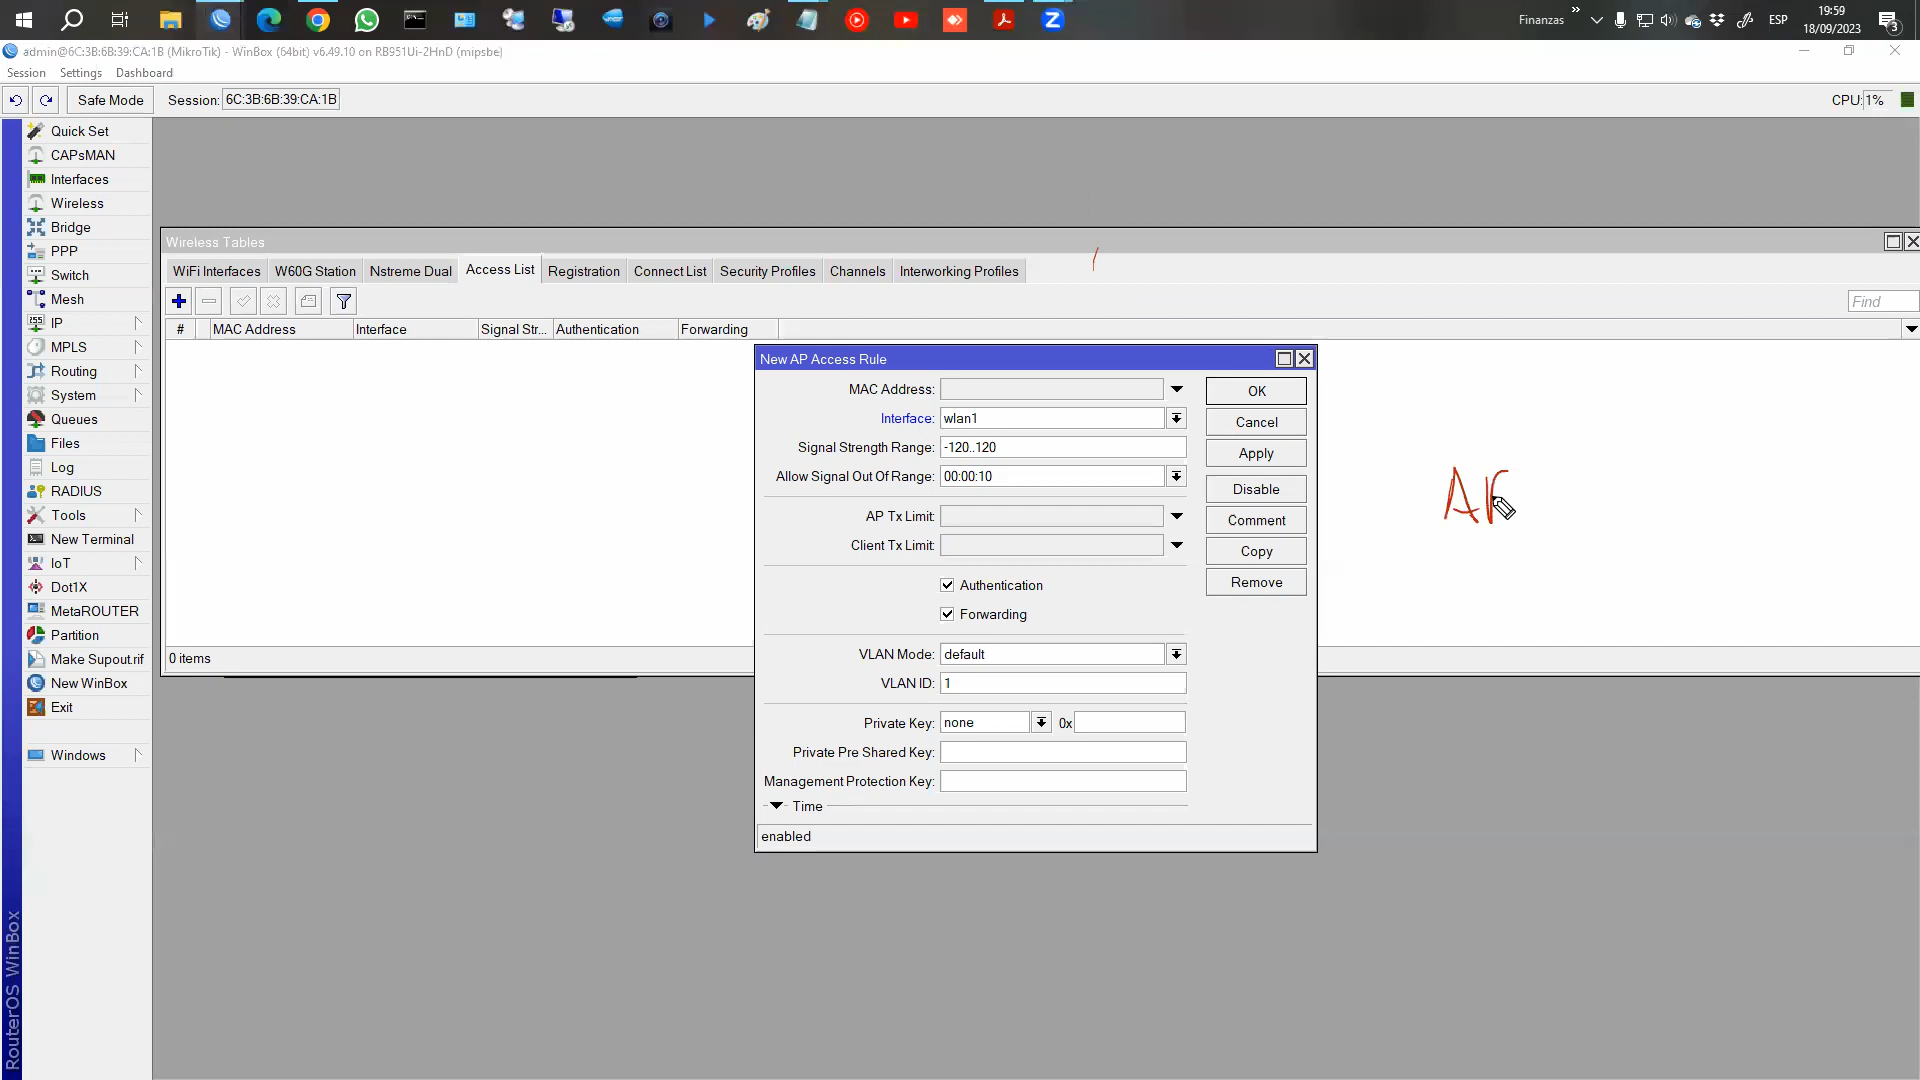 Finanzas
ESP
19:59
18/09/2023
3
admin@6C:3B:6B:39:CA:1B (MikroTik) - WinBox (64bit) v6.49.10 on RB951Ui-2HnD (mipsbe)
Session Settings Dashboard
Safe Mode Session: 6C:3B:6B:39:CA:1B CPU: 1%
Quick Set
CAPsMAN
Interfaces
Wireless
Bridge
PPP
Switch
Mesh
IP
MPLS
Routing
System
Queues
Files
Log
RADIUS
Tools
New Terminal
IoT
Dot1X
MetaROUTER
Partition
Make Supout.rif
New WinBox
Exit
Windows
RouterOS WinBox
Wireless Tables
WiFi Interfaces W60G Station Nstreme Dual Access List Registration Connect List Security Profiles Channels Interworking Profiles
Find
# MAC Address Interface Signal Str... Authentication Forwarding
0 items
New AP Access Rule
MAC Address:
Interface: wlan1
Signal Strength Range: -120..120
Allow Signal Out Of Range: 00:00:10
AP Tx Limit:
Client Tx Limit:
Authentication
Forwarding
VLAN Mode: default
VLAN ID: 1
Private Key: none 0x
Private Pre Shared Key:
Management Protection Key:
Time
enabled
OK
Cancel
Apply
Disable
Comment
Copy
Remove